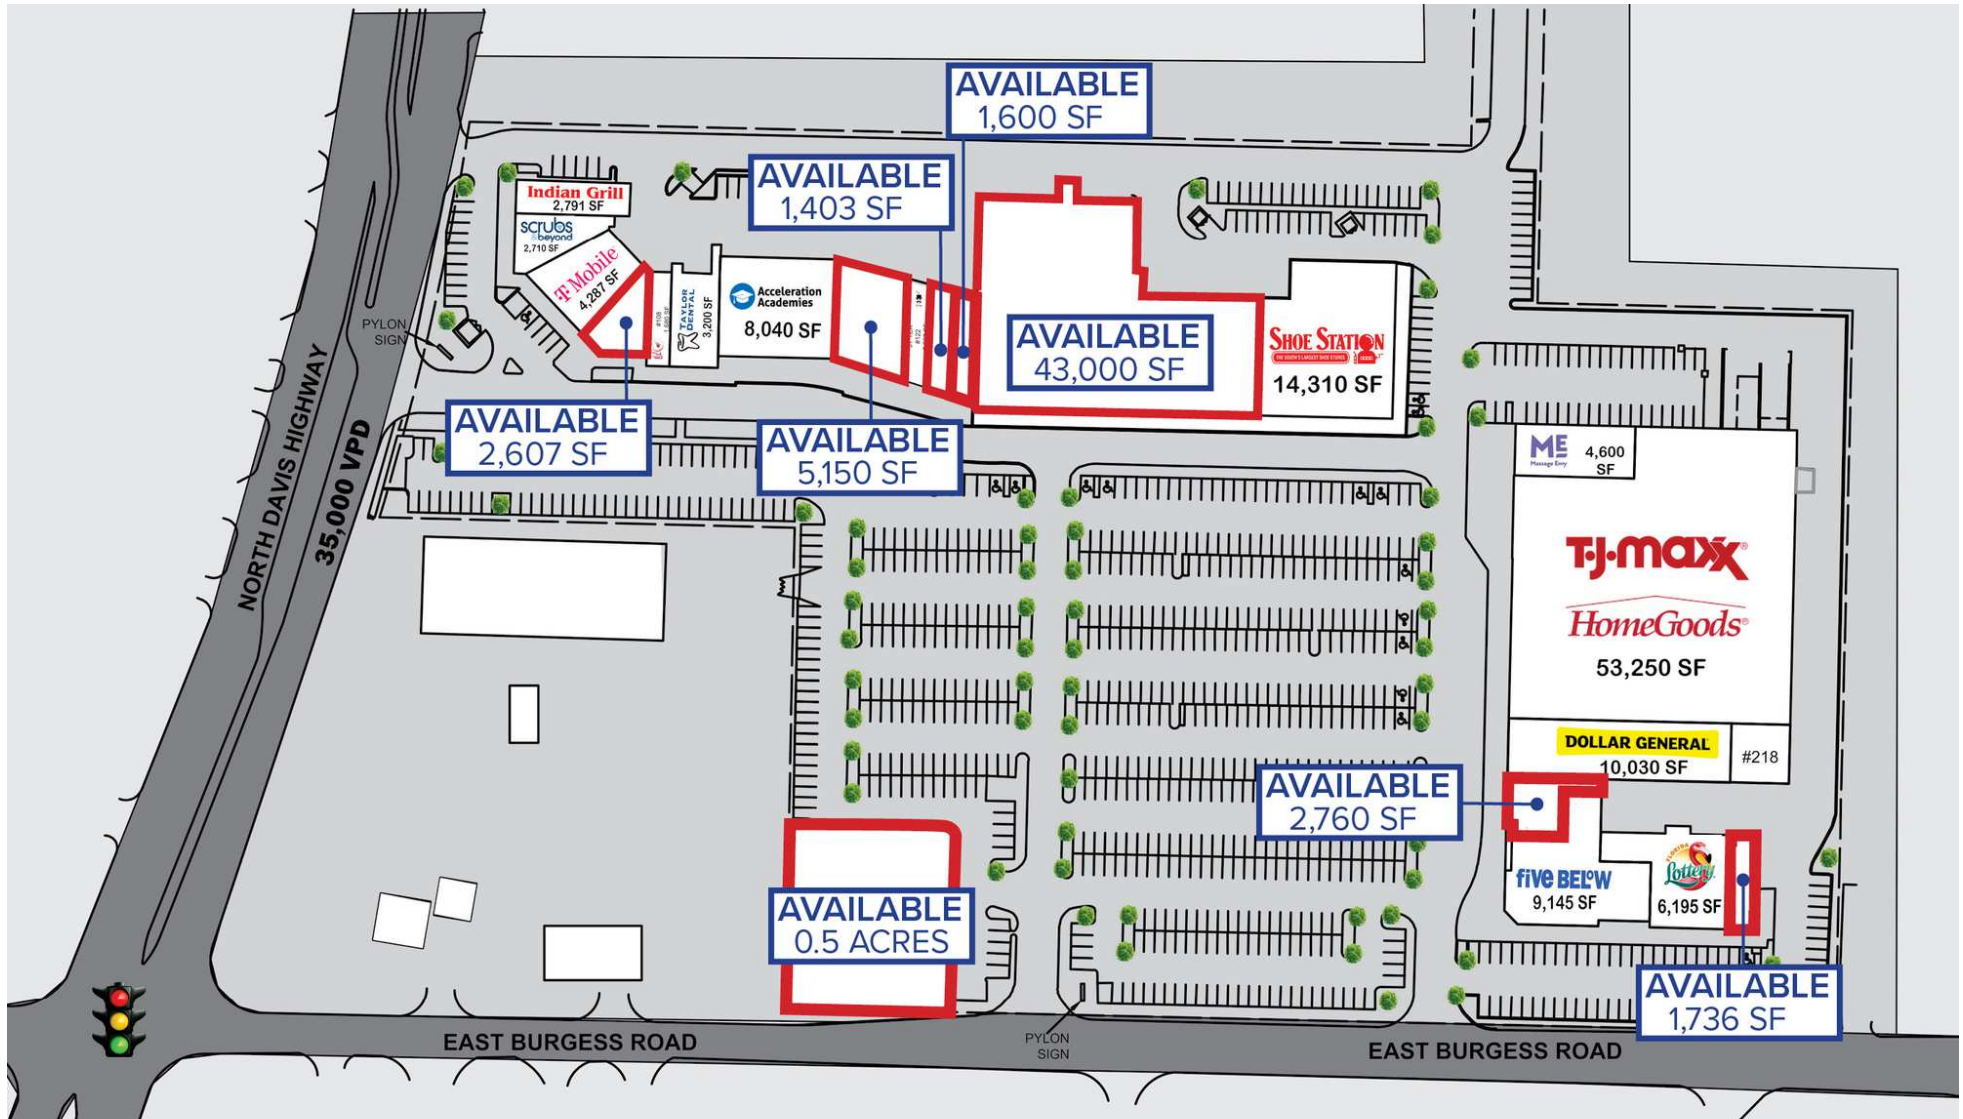 AVAILABLE
1,600 SF
AVAILABLE
1,403 SF
Indian Grill
2,791 SF
scrubs
& beyond
2,710 SF
T Mobile
4,287 SF
#108
TAYLOR
DENTAL
3,200 SF
Acceleration
Academies
8,040 SF
#122
AVAILABLE
43,000 SF
SHOE STATION
14,310 SF
PYLON
SIGN
AVAILABLE
2,607 SF
AVAILABLE
5,150 SF
NORTH DAVIS HIGHWAY
35,000 VPD
ME
Massage Envy
4,600
SF
T·J·maxx
HomeGoods
53,250 SF
DOLLAR GENERAL
10,030 SF
#218
AVAILABLE
2,760 SF
five BELOW
9,145 SF
FLORIDA
Lottery
6,195 SF
AVAILABLE
0.5 ACRES
AVAILABLE
1,736 SF
PYLON
SIGN
EAST BURGESS ROAD
EAST BURGESS ROAD